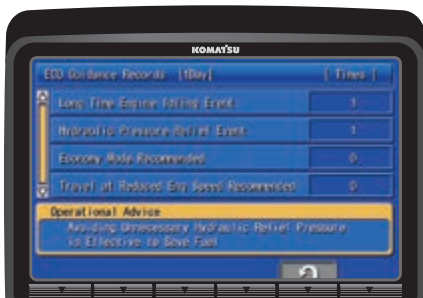 KOMATSU
ECO Guidance Records [1Day] [ Times ]
Long Time Engine Idling Event 1
Hydraulic Pressure Relief Event 1
Economy Mode Recommended 0
Travel at Reduced Eng Speed Recommended 0
Operational Advice
Avoiding Unnecessary Hydraulic Relief Pressure
is Effective to Save Fuel